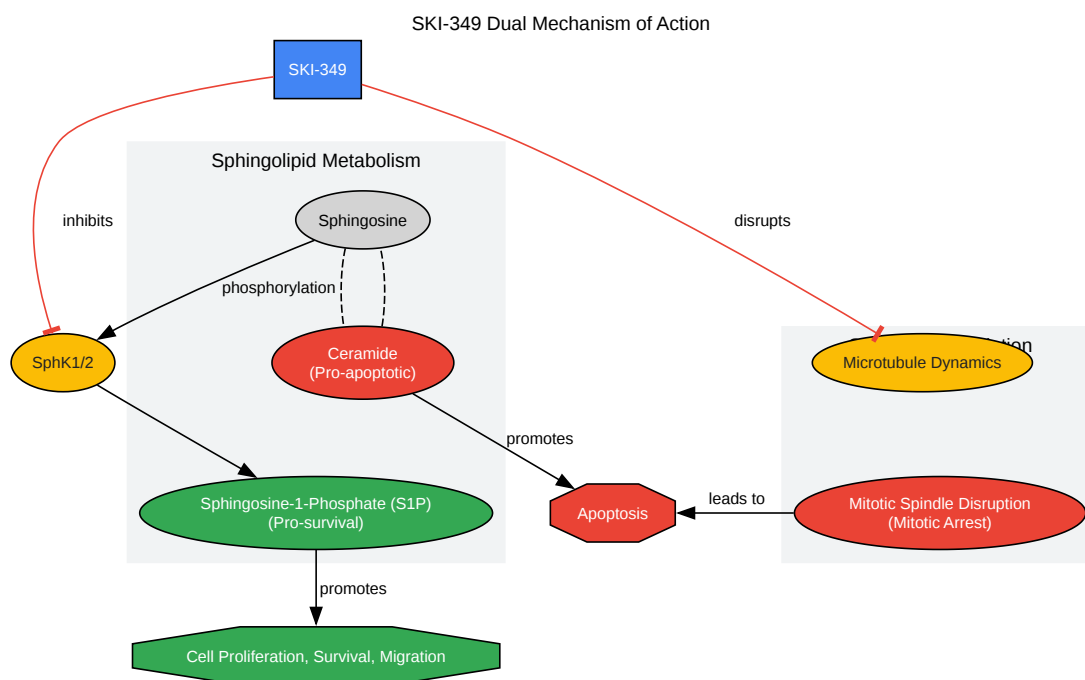 SKI-349 Dual Mechanism of Action
SKI-349
Sphingolipid Metabolism
Sphingosine
inhibits
disrupts
phosphorylation
SphK1/2
Ceramide
(Pro-apoptotic)
Microtubule Dynamics
promotes
Sphingosine-1-Phosphate (S1P)
(Pro-survival)
Apoptosis
leads to
Mitotic Spindle Disruption
(Mitotic Arrest)
promotes
Cell Proliferation, Survival, Migration